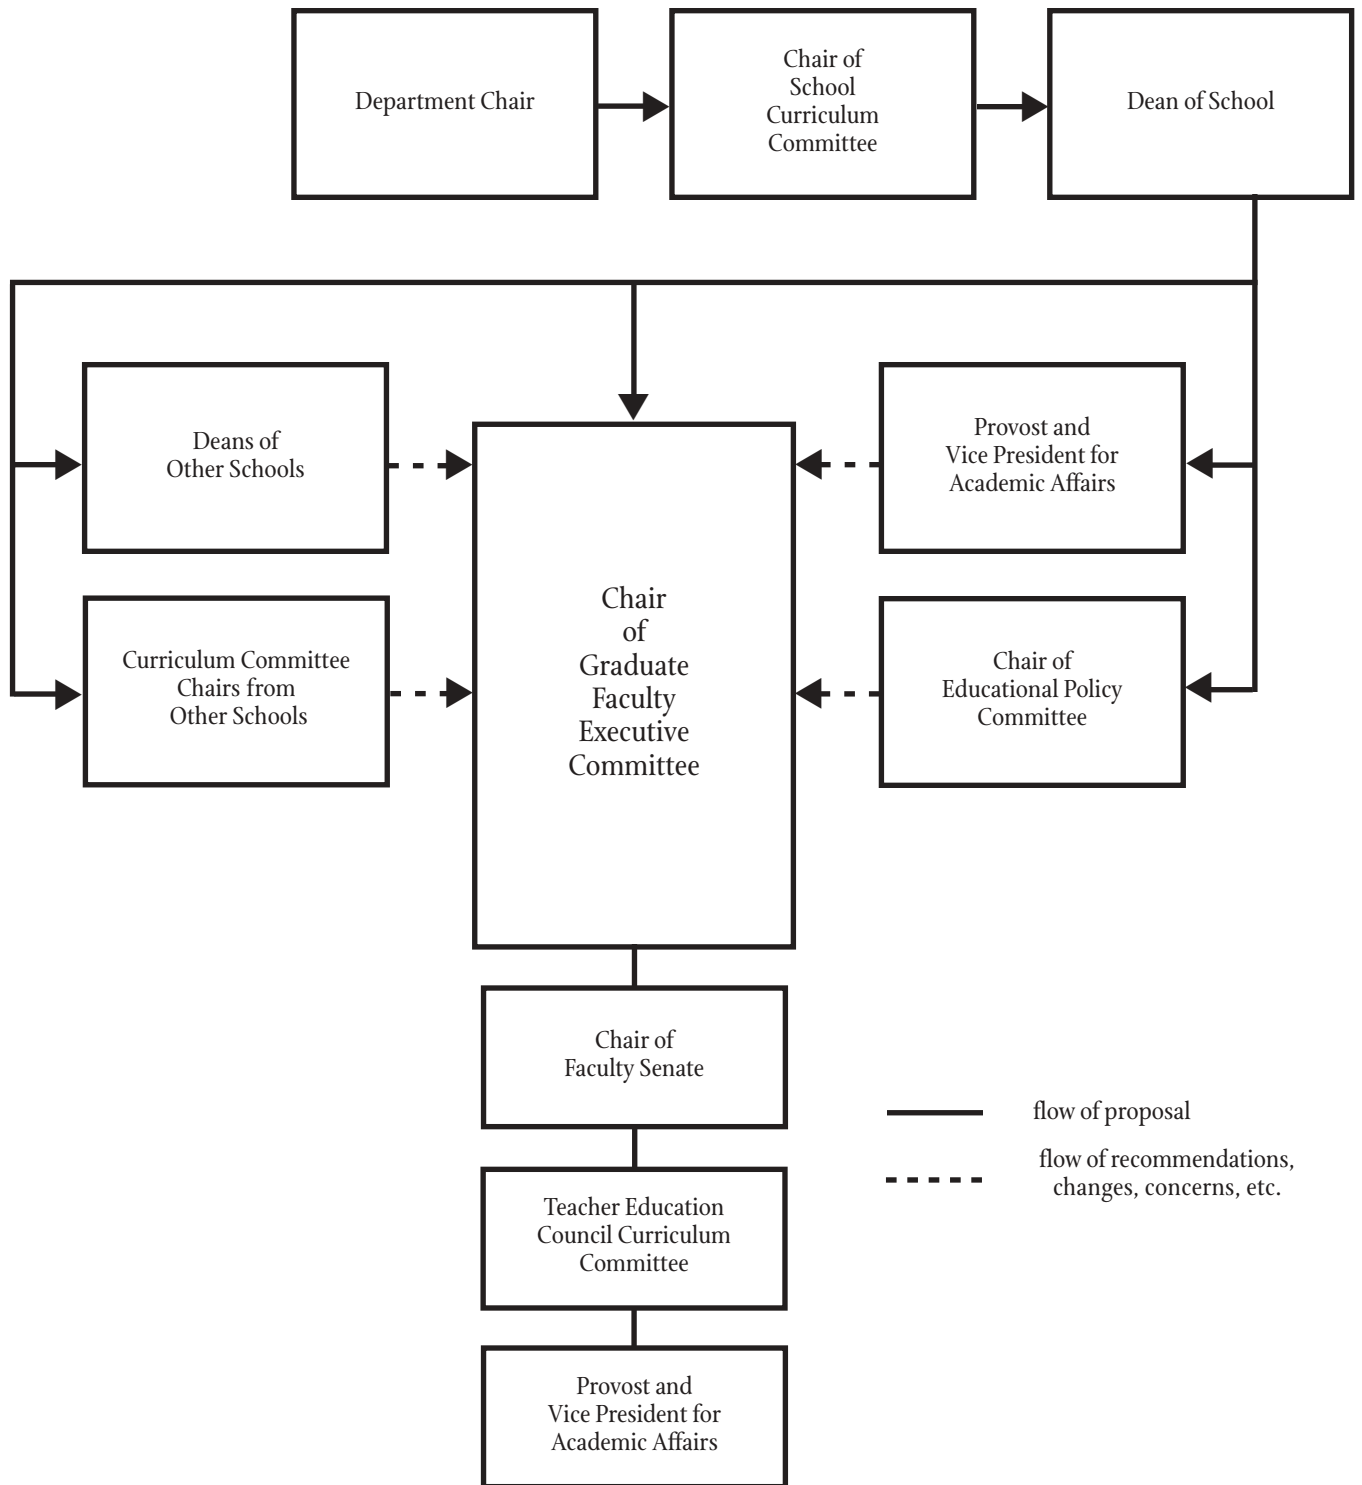 Department Chair
Chair of
School
Curriculum
Committee
Dean of School
Deans of
Other Schools
Provost and
Vice President for
Academic Affairs
Chair
of
Graduate
Faculty
Executive
Committee
Curriculum Committee
Chairs from
Other Schools
Chair of
Educational Policy
Committee
Chair of
Faculty Senate
flow of proposal
flow of recommendations,
changes, concerns, etc.
Teacher Education
Council Curriculum
Committee
Provost and
Vice President for
Academic Affairs